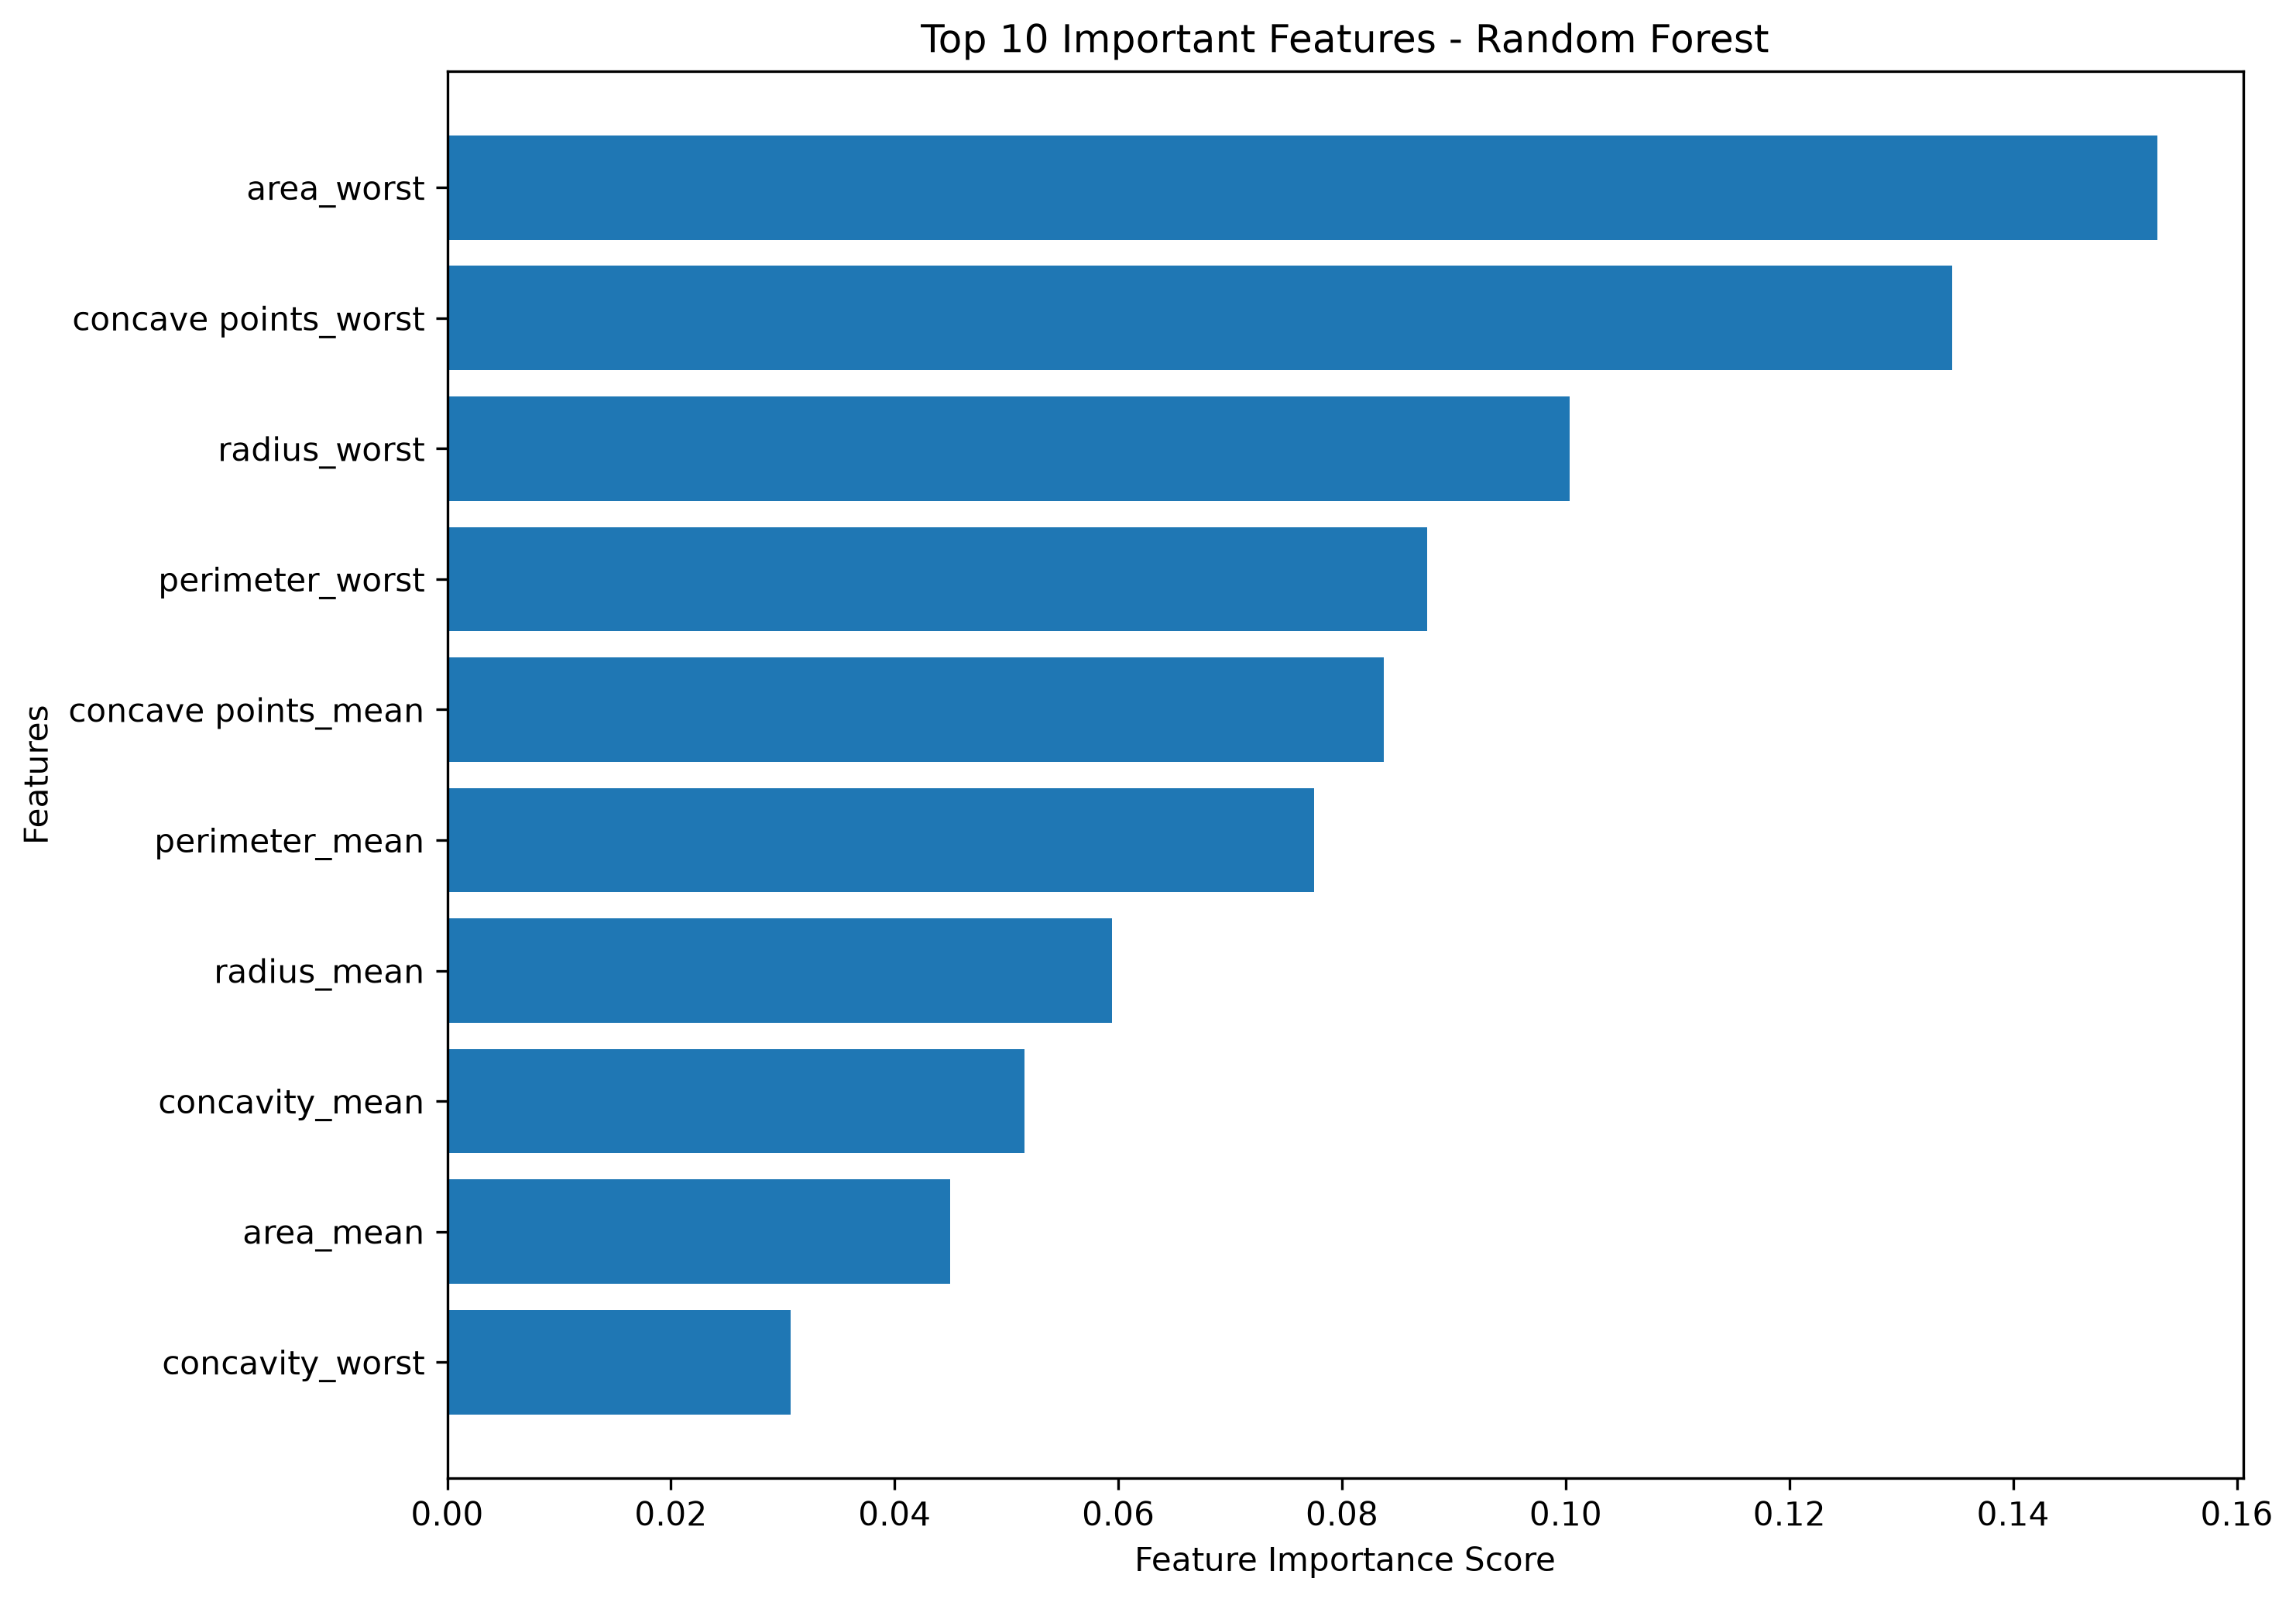 Top 10 Important Features - Random Forest
Features
area_worst
concave points_worst
radius_worst
perimeter_worst
concave points_mean
perimeter_mean
radius_mean
concavity_mean
area_mean
concavity_worst
0.00 0.02 0.04 0.06 0.08 0.10 0.12 0.14 0.16
Feature Importance Score